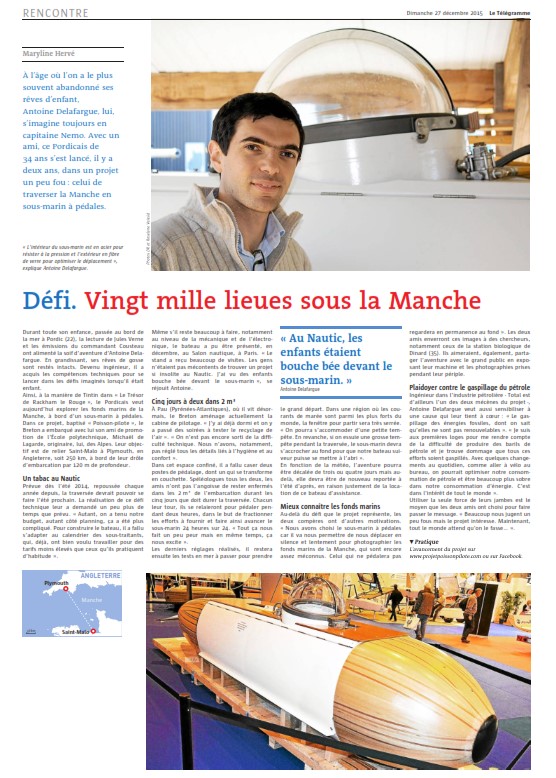 RENCONTRE
Dimanche 27 décembre 2015 Le Télégramme
Maryline Hervé
À l'âge où l'on a le plus
souvent abandonné ses
rêves d'enfant,
Antoine Delafargue, lui,
s'imagine toujours en
capitaine Nemo. Avec un
ami, ce Pordicais de
34 ans s'est lancé, il y a
deux ans, dans un projet
un peu fou : celui de
traverser la Manche en
sous-marin à pédales.
« L'intérieur du sous-marin est en acier pour
résister à la pression et l'extérieur en fibre
de verre pour optimiser le déplacement »,
explique Antoine Delafargue.
Défi. Vingt mille lieues sous la Manche
Durant toute son enfance, passée au bord de
la mer à Pordic (22), la lecture de Jules Verne
et les émissions du commandant Cousteau
ont alimenté la soif d'aventure d'Antoine Dela-
fargue. En grandissant, ses rêves de gosse
sont restés intacts. Devenu ingénieur, il a
acquis les compétences techniques pour se
lancer dans les défis imaginés lorsqu'il était
enfant.
Ainsi, à la manière de Tintin dans « Le Trésor
de Rackham le Rouge », le Pordicais veut
aujourd'hui explorer les fonds marins de la
Manche, à bord d'un sous-marin à pédales.
Dans ce projet, baptisé « Poisson-pilote », le
Breton a embarqué avec lui son ami de promo-
tion de l'École polytechnique, Michaël de
Lagarde, originaire, lui, des Alpes. Leur objec-
tif est de relier Saint-Malo à Plymouth, en
Angleterre, soit 250 km, à bord de leur drôle
d'embarcation par 120 m de profondeur.
Un tabac au Nautic
Prévue dès l'été 2014, repoussée chaque
année depuis, la traversée devrait pouvoir se
faire l'été prochain. La réalisation de ce défi
technique leur a demandé un peu plus de
temps que prévu. « Autant, on a tenu notre
budget, autant côté planning, ça a été plus
compliqué. Pour construire le bateau, il a fallu
s'adapter au calendrier des sous-traitants,
qui, déjà, ont bien voulu travailler pour des
tarifs moins élevés que ceux qu'ils pratiquent
d'habitude ».
Même s'il reste beaucoup à faire, notamment
au niveau de la mécanique et de l'électro-
nique, le bateau a pu être présenté, en
décembre, au Salon nautique, à Paris. « Le
stand a reçu beaucoup de visites. Les gens
n'étaient pas mécontents de trouver un projet
si insolite au Nautic. J'ai vu des enfants
bouche bée devant le sous-marin », se
réjouit Antoine.
Cinq jours à deux dans 2 m³
À Pau (Pyrénées-Atlantiques), où il vit désor-
mais, le Breton aménage actuellement la
cabine de pilotage. « J'y ai déjà dormi et on y
a passé des soirées à tester le recyclage de
l'air ». « On n'est pas encore sorti de la diffi-
culté technique. Nous n'avons, notamment,
pas réglé tous les détails liés à l'hygiène et au
confort ».
Dans cet espace confiné, il a fallu caser deux
postes de pédalage, dont un qui se transforme
en couchette. Spéléologues tous les deux, les
amis n'ont pas l'angoisse de rester enfermés
dans les 2 m³ de l'embarcation durant les
cinq jours que doit durer la traversée. Chacun
leur tour, ils se relaieront pour pédaler pen-
dant deux heures, dans le but de fractionner
les efforts à fournir et faire ainsi avancer le
sous-marin 24 heures sur 24. « Tout ça nous
fait un peu peur mais en même temps, ça
nous excite ».
Les derniers réglages réalisés, il restera
ensuite les tests en mer à passer pour prendre
« Au Nautic, les
enfants étaient
bouche bée devant le
sous-marin. »
Antoine Delafargue
le grand départ. Dans une région où les cou-
rants de marée sont parmi les plus forts du
monde, la fenêtre pour partir sera très serrée.
« On pourra s'accommoder d'une petite tem-
pête pendant la traversée, le sous-marin étant
à l'abri ».
En fonction de la météo, l'aventure pourra
être décalée de trois ou quatre jours mais au-
delà, elle devra être de nouveau reportée à
l'été d'après, en raison justement de la loca-
tion de ce bateau d'assistance.
Mieux connaître les fonds marins
Au-delà du défi que le projet représente, les
deux compères ont d'autres motivations.
« Nous avons choisi le sous-marin à pédales
car il va nous permettre de nous déplacer en
silence et lentement pour photographier les
fonds marins de la Manche, qui sont encore
assez méconnus. Celui qui ne pédalera pas
regardera en permanence au fond ». Les deux
amis enverront ces images à des chercheurs,
notamment ceux de la station biologique de
Dinard (35). Ils aimeraient, également, parta-
ger l'aventure avec le grand public en expo-
sant leur machine et les photographies prises
pendant leur périple.
Plaidoyer contre le gaspillage du pétrole
Ingénieur dans l'industrie pétrolière - Total est
d'ailleurs l'un des deux mécènes du projet -,
Antoine Delafargue veut aussi sensibiliser à
une cause qui leur tient à cœur : « Le gas-
pillage des énergies fossiles, dont on sait
qu'elles ne sont pas renouvelables ». « Je suis
aux premières loges pour me rendre compte
de la difficulté de produire des barils de
pétrole et je trouve dommage que tous ces
efforts soient gaspillés. Avec quelques change-
ments au quotidien, comme aller à vélo au
bureau, on pourrait optimiser notre consom-
mation de pétrole et être beaucoup plus sobre
dans notre consommation d'énergie. C'est
dans l'intérêt de tout le monde ».
Utiliser la seule force de leurs jambes est le
moyen que les deux amis ont choisi pour faire
passer le message. « Beaucoup nous jugent un
peu fous mais le projet intéresse. Maintenant,
tout le monde attend qu'on le fasse... ».
▼ Pratique
L'avancement du projet sur
www.projetpoissonpilote.com ou sur Facebook.
ANGLETERRE
Plymouth
Manche
Saint-Malo